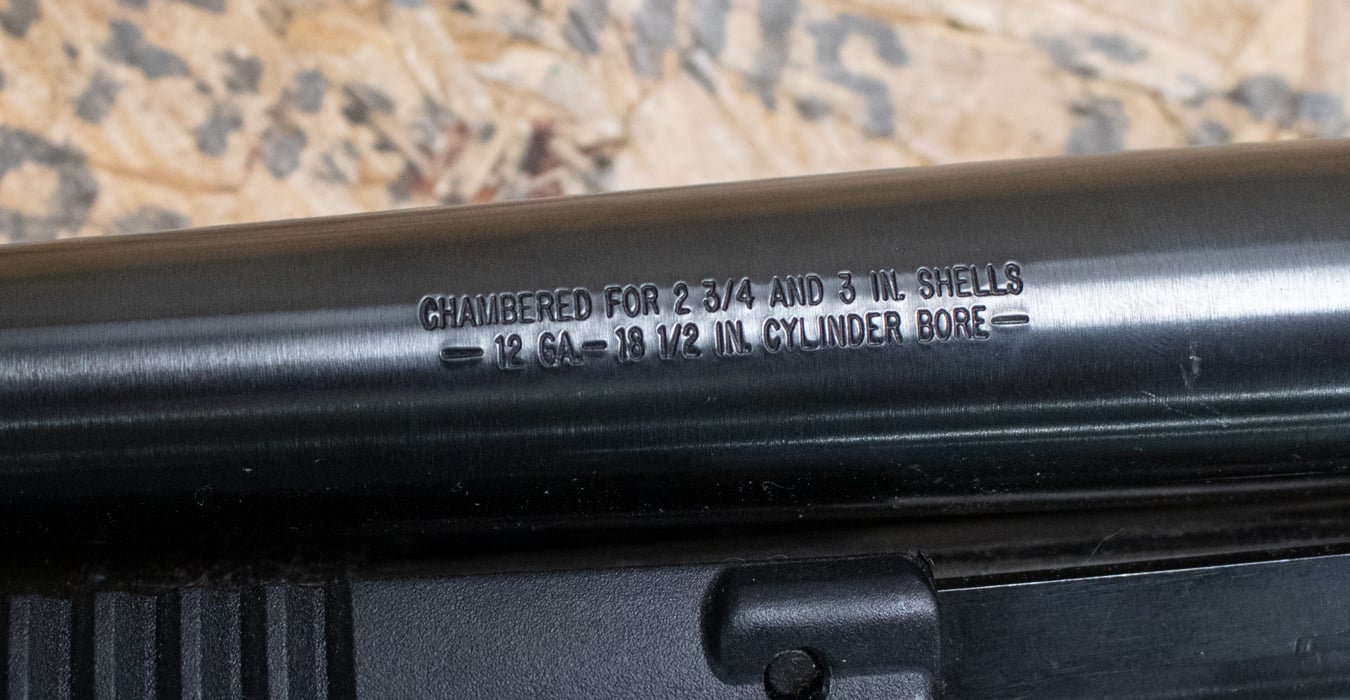 CHAMBERED FOR 2 3/4 AND 3 IN. SHELLS
— 12 GA.— 18 1/2 IN. CYLINDER BORE —